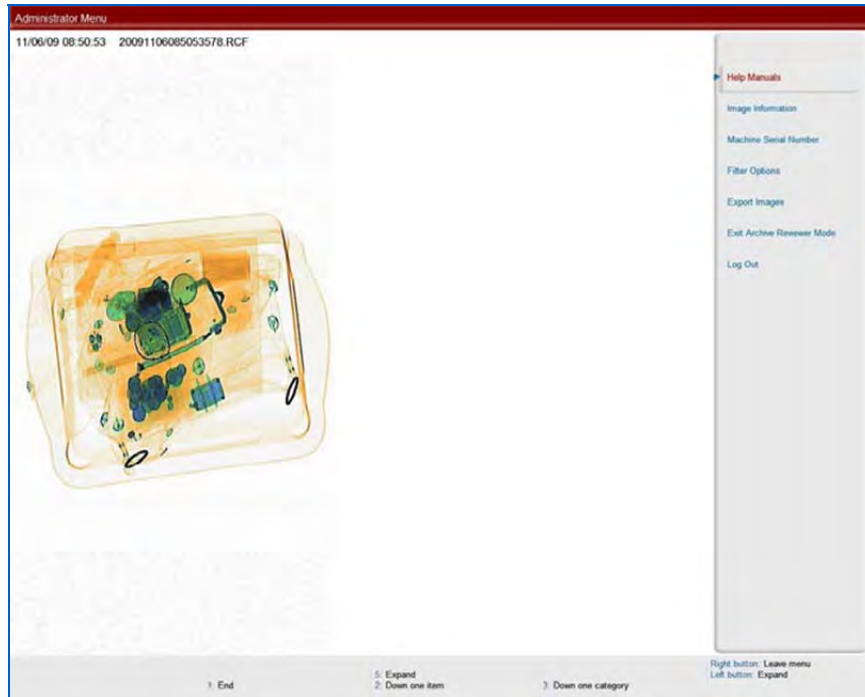 Administrator Menu
11/06/09 08:50:53 20091106085053578.RCF
Help Manuals
Image Information
Machine Serial Number
Filter Options
Export Images
Exit Archive Reviewer Mode
Log Out
1: End
5: Expand
2: Down one item
3: Down one category
Right button: Leave menu
Left button: Expand